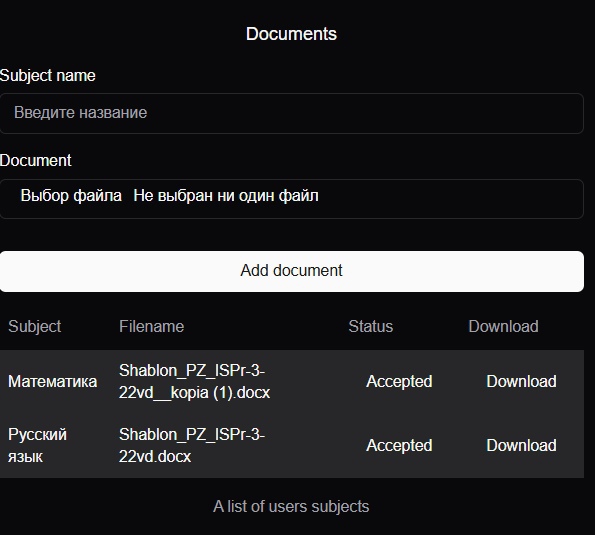 Documents
Subject name
Введите название
Document
Выбор файла Не выбран ни один файл
Add document
Subject Filename Status Download
Математика Shablon_PZ_ISPr-3-
22vd__kopia (1).docx Accepted Download
Русский
язык Shablon_PZ_ISPr-3-
22vd.docx Accepted Download
A list of users subjects